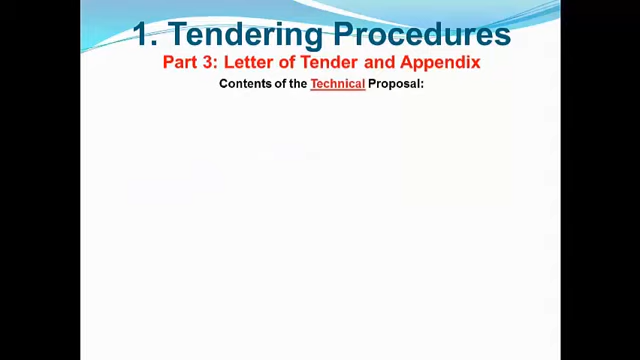 1. Tendering Procedures
Part 3: Letter of Tender and Appendix
Contents of the Technical Proposal: